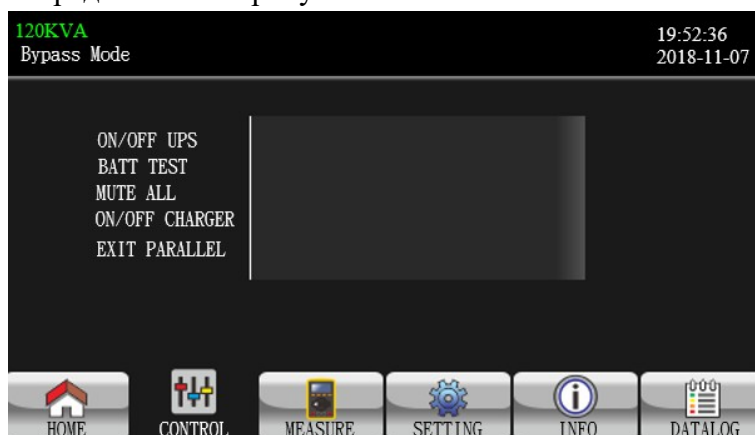 120KVA
Bypass Mode
19:52:36
2018-11-07
ON/OFF UPS
BATT TEST
MUTE ALL
ON/OFF CHARGER
EXIT PARALLEL
HOME CONTROL MEASURE SETTING INFO DATALOG